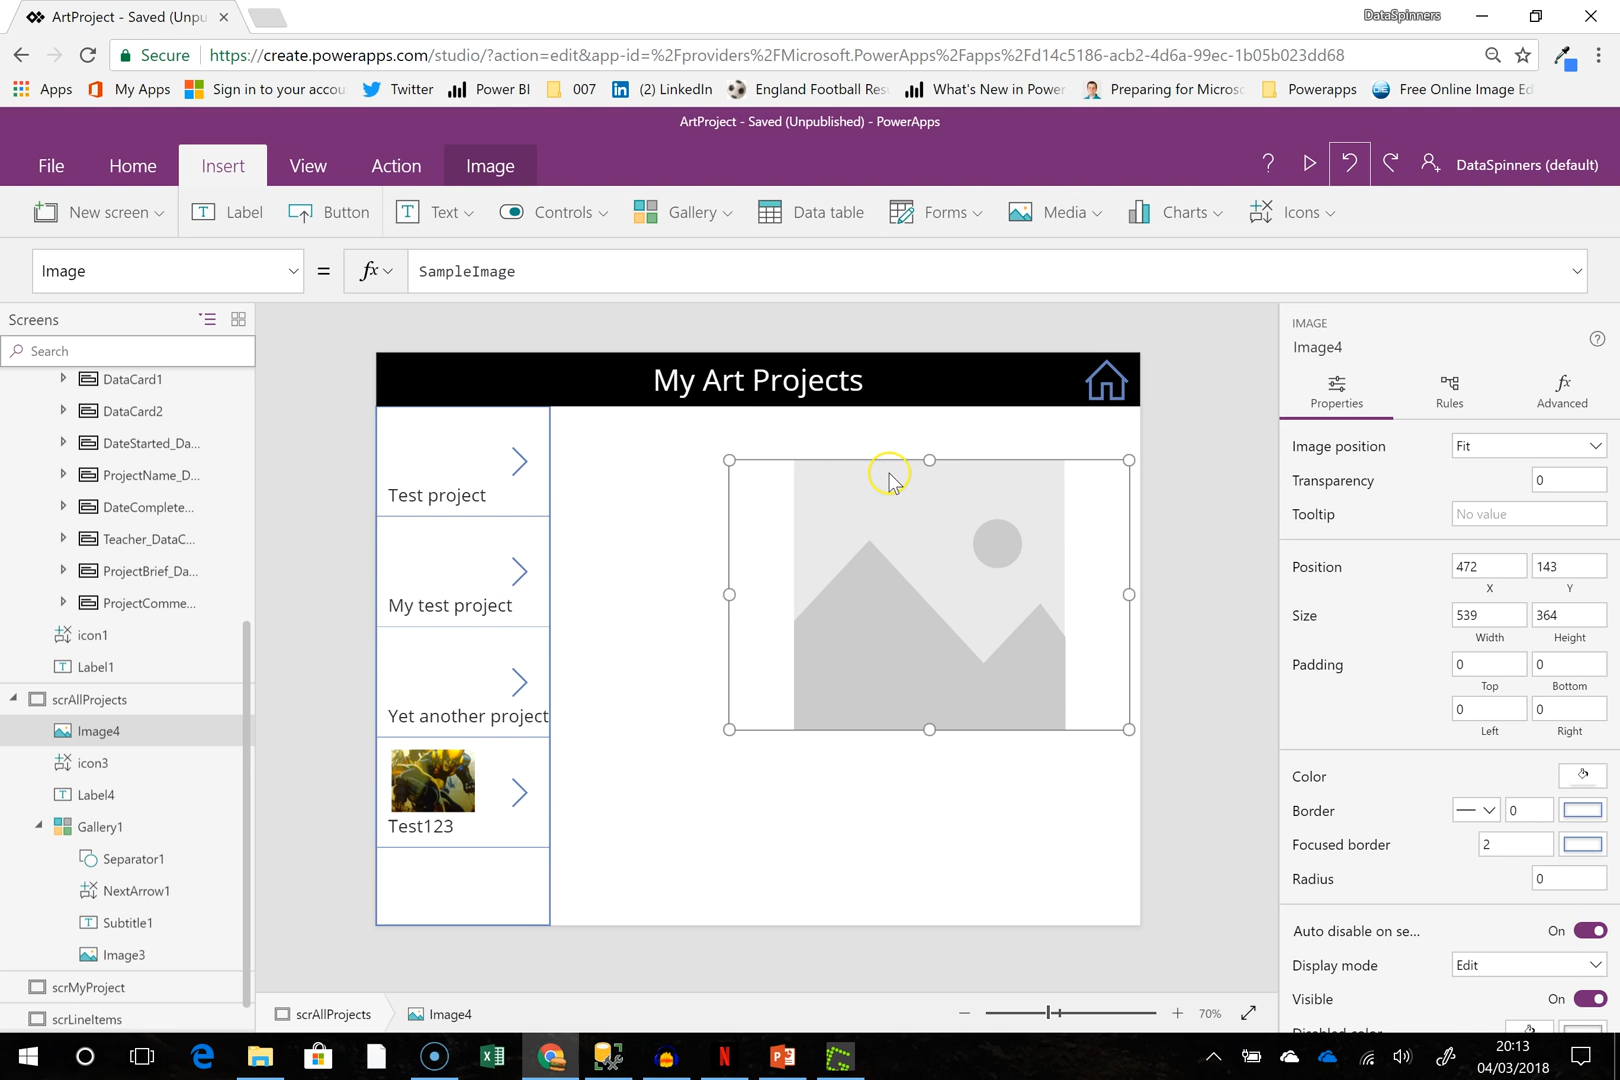 ArtProject - Saved (Unpu
DataSpinners
Secure
https://create.powerapps.com/studio/?action=edit&app-id=%2Fproviders%2FMicrosoft.PowerApps%2Fapps%2Fd14c5186-acb2-4d6a-99ec-1b05b023dd68
Apps My Apps Sign in to your accou Twitter Power BI 007 (2) LinkedIn England Football Res What's New in Power Preparing for Micros Powerapps Free Online Image Ed
ArtProject - Saved (Unpublished) - PowerApps
File Home Insert View Action Image ? DataSpinners (default)
New screen Label Button Text Controls Gallery Data table Forms Media Charts Icons
Image = fx SampleImage
Screens
Search
DataCard1
DataCard2
DateStarted_Da...
ProjectName_D...
DateComplete...
Teacher_DataC...
ProjectBrief_Da...
ProjectComme...
icon1
Label1
scrAllProjects
Image4
icon3
Label4
Gallery1
Separator1
NextArrow1
Subtitle1
Image3
scrMyProject
scrLineItems
My Art Projects
Test project
My test project
Yet another project
Test123
scrAllProjects Image4
70%
IMAGE
Image4
Properties Rules Advanced
Image position Fit
Transparency 0
Tooltip No value
Position 472 143
X Y
Size 539 364
Width Height
Padding 0 0
Top Bottom
0 0
Left Right
Color
Border 0
Focused border 2
Radius 0
Auto disable on se... On
Display mode Edit
Visible On
Disabled color
20:13
04/03/2018